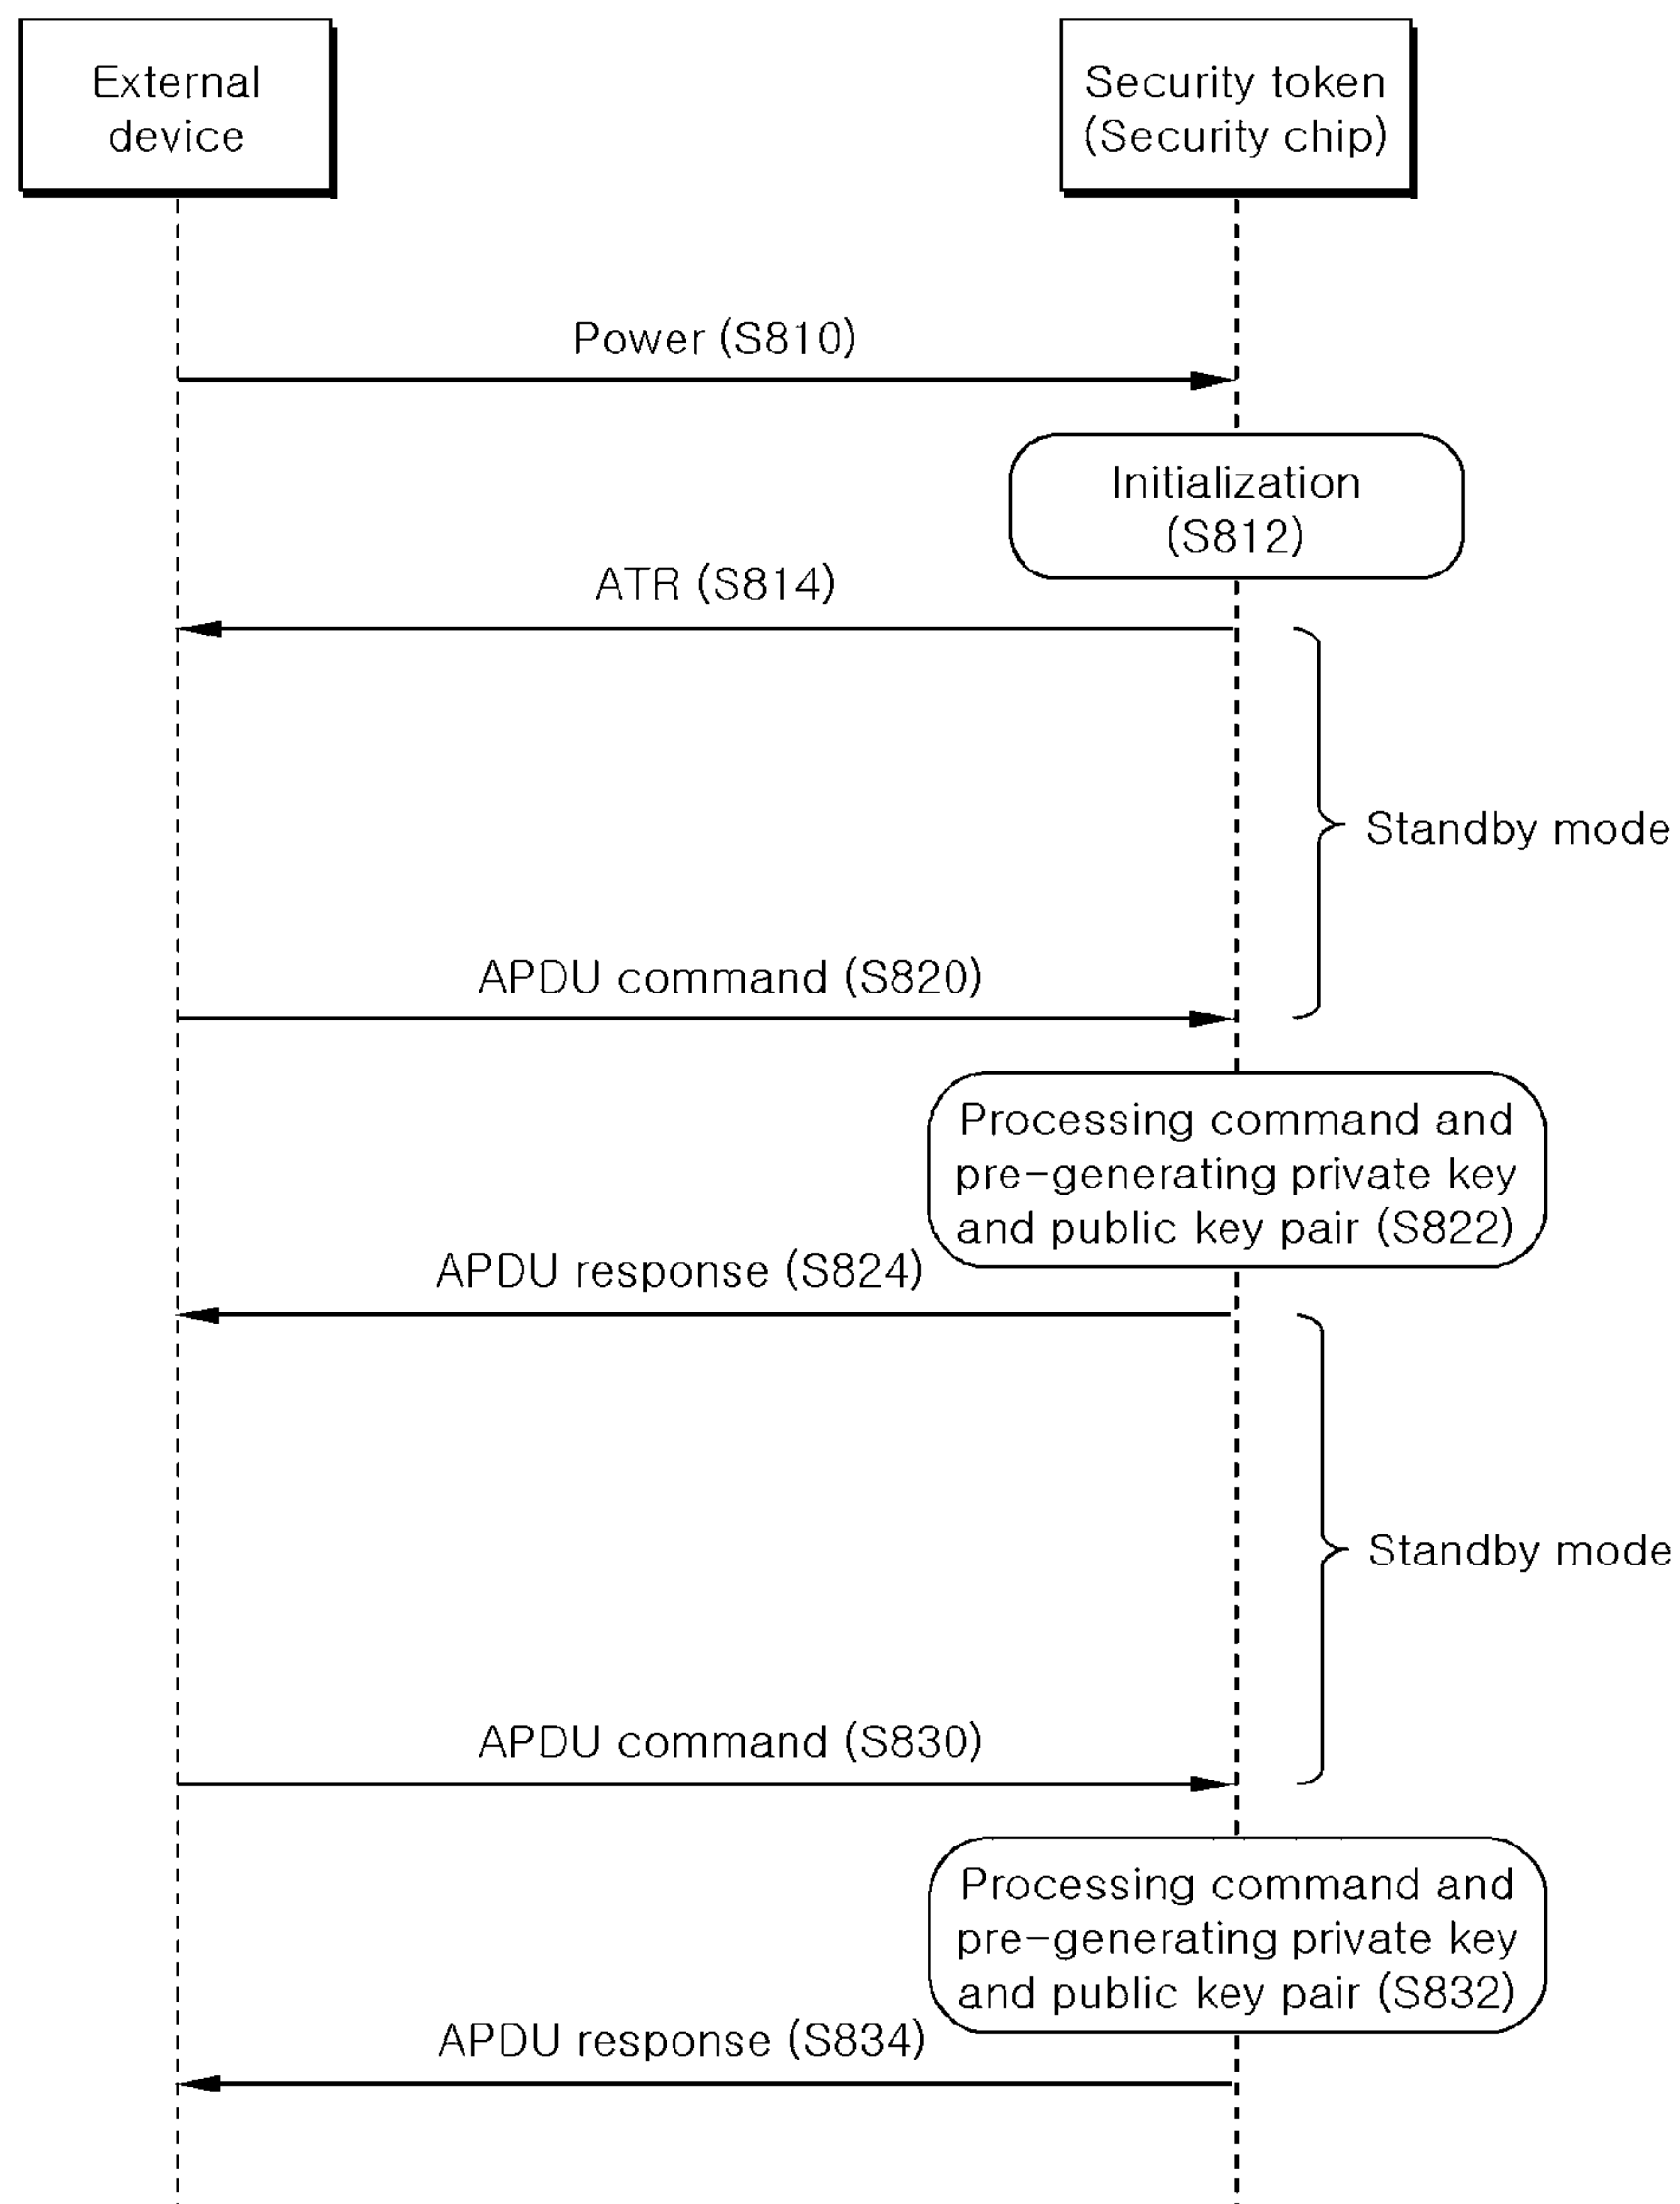 External
device
Security token
(Security chip)
Power (S810)
Initialization
(S812)
ATR (S814)
Standby mode
APDU command (S820)
Processing command and
pre-generating private key
and public key pair (S822)
APDU response (S824)
Standby mode
APDU command (S830)
Processing command and
pre-generating private key
and public key pair (S832)
APDU response (S834)